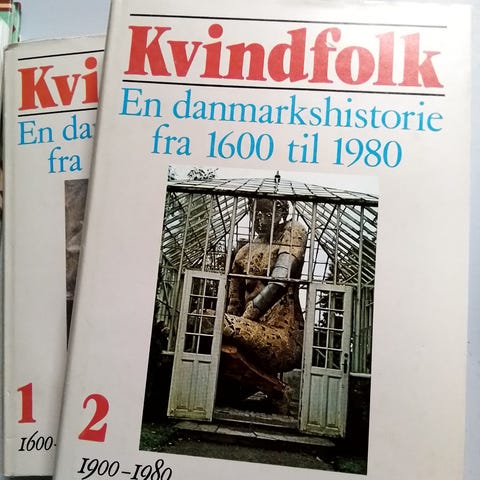 Kvindfolk
En danmarkshistorie
fra 1600 til 1980
2
1900-1980
Kvi
En da
fra
1
1600-